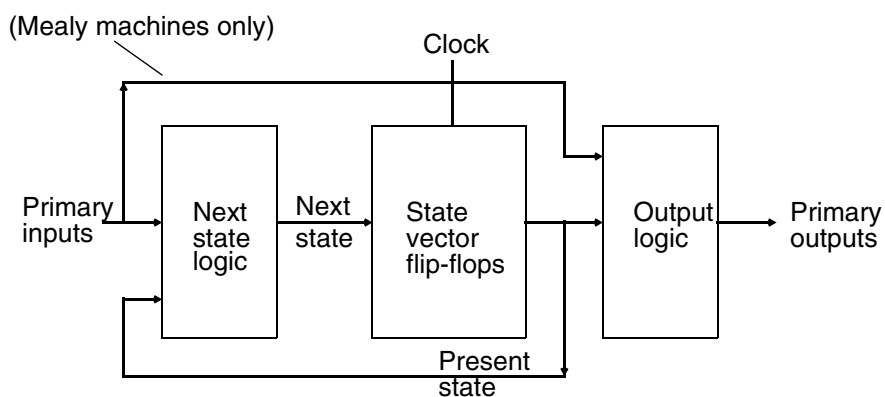 (Mealy machines only)
Clock
Primary
inputs
Next
state
logic
Next
state
State
vector
flip-flops
Output
logic
Primary
outputs
Present
state